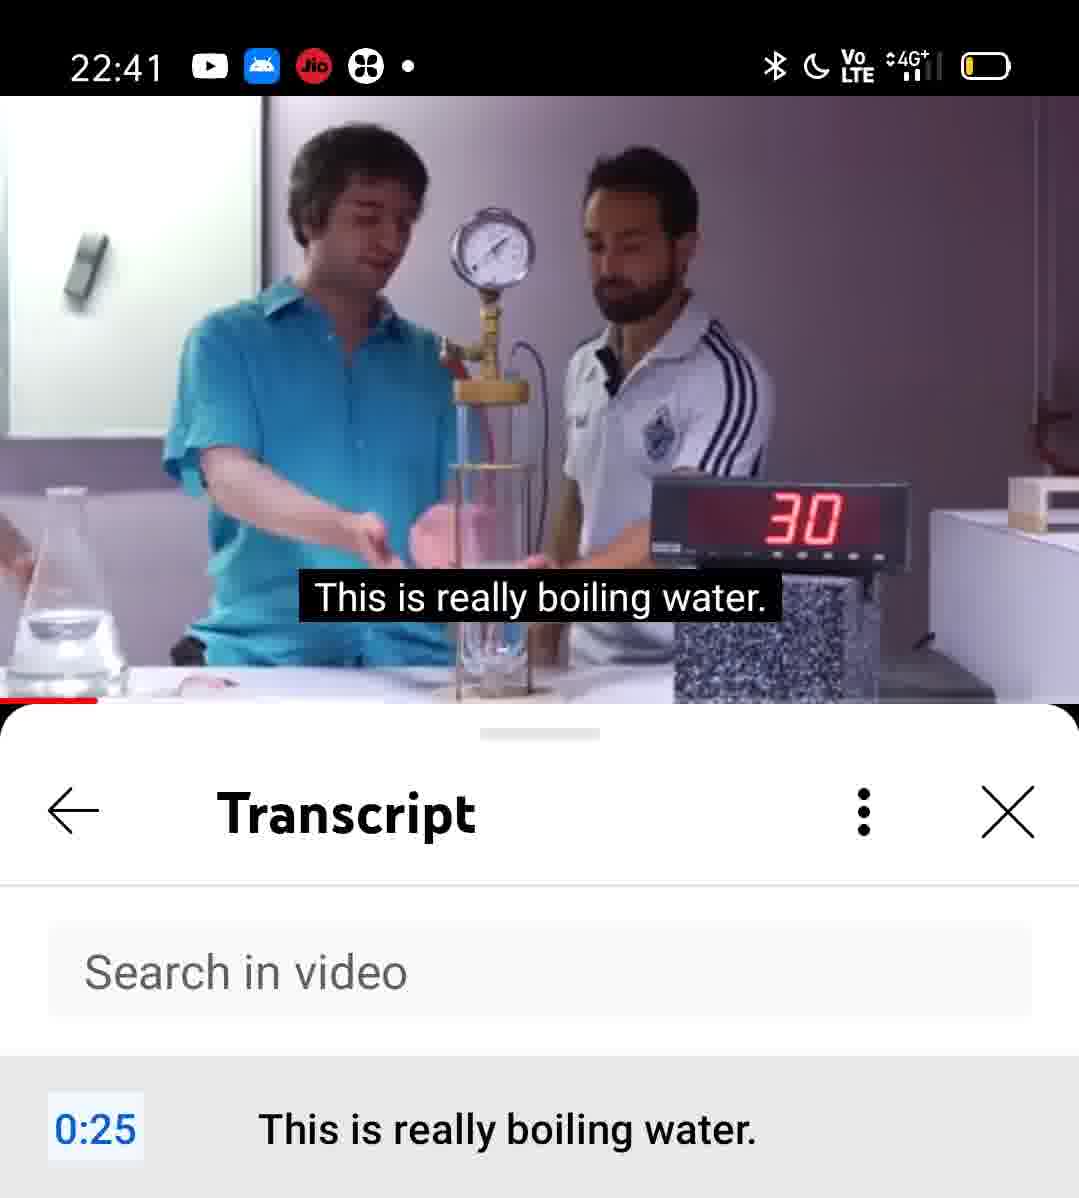 22:41 Jio Vo LTE 4G+
30
This is really boiling water.
Transcript
Search in video
0:25 This is really boiling water.